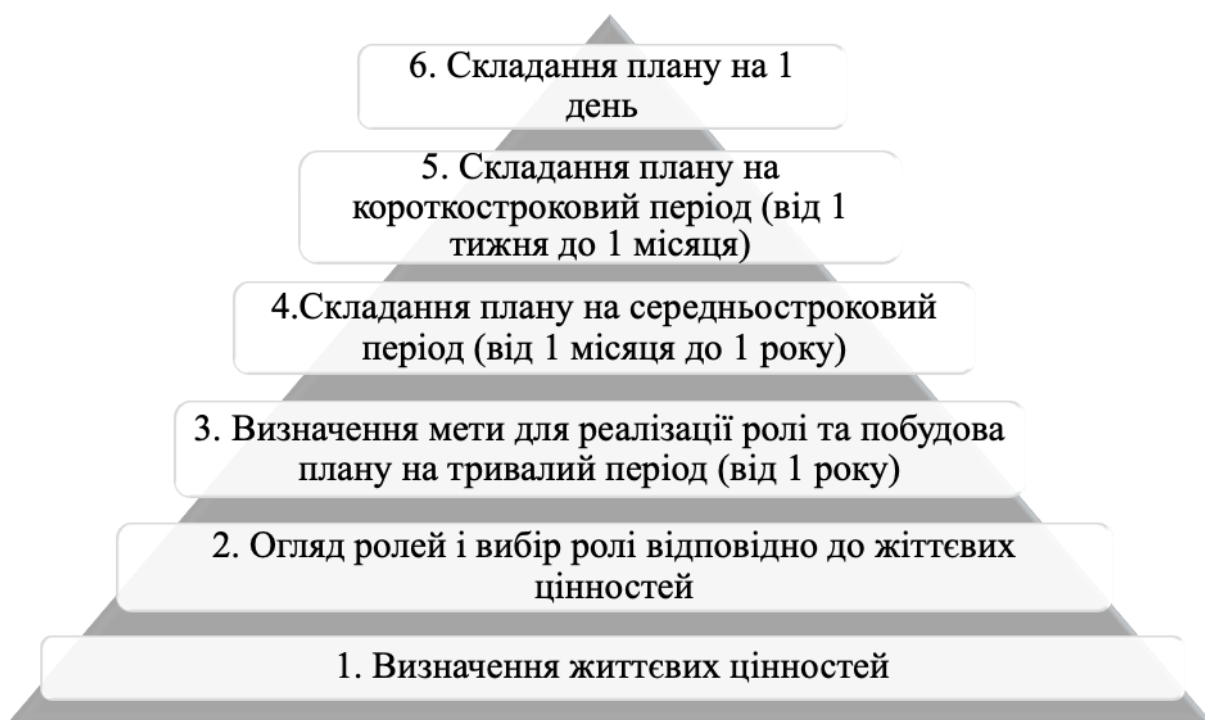 6. Складання плану на 1
день
5. Складання плану на
короткостроковий період (від 1
тижня до 1 місяця)
4.Складання плану на середньостроковий
період (від 1 місяця до 1 року)
3. Визначення мети для реалізації ролі та побудова
плану на тривалий період (від 1 року)
2. Огляд ролей і вибір ролі відповідно до жіттєвих
цінностей
1. Визначення життєвих цінностей